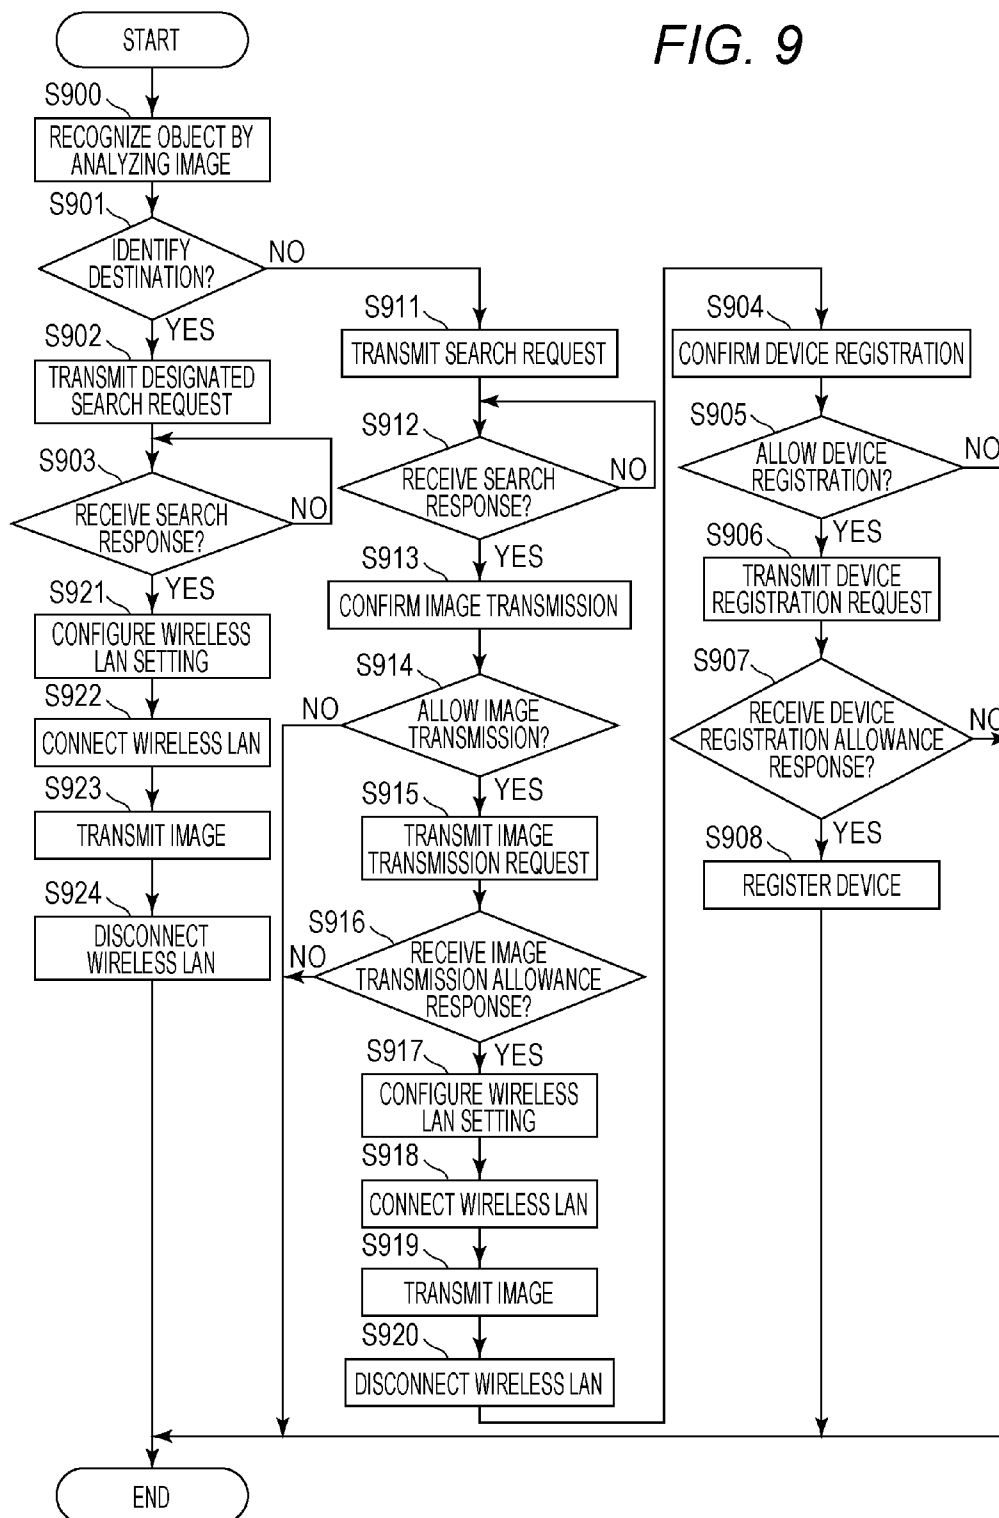 FIG. 9
START
S900
RECOGNIZE OBJECT BY
ANALYZING IMAGE
S901
IDENTIFY
DESTINATION?
NO
YES
S902
TRANSMIT DESIGNATED
SEARCH REQUEST
S903
RECEIVE SEARCH
RESPONSE?
NO
YES
S921
CONFIGURE WIRELESS
LAN SETTING
S922
CONNECT WIRELESS LAN
S923
TRANSMIT IMAGE
S924
DISCONNECT
WIRELESS LAN
S911
TRANSMIT SEARCH REQUEST
S912
RECEIVE SEARCH
RESPONSE?
NO
YES
S913
CONFIRM IMAGE TRANSMISSION
S914
ALLOW IMAGE
TRANSMISSION?
NO
YES
S915
TRANSMIT IMAGE
TRANSMISSION REQUEST
S916
RECEIVE IMAGE
TRANSMISSION ALLOWANCE
RESPONSE?
NO
YES
S917
CONFIGURE WIRELESS
LAN SETTING
S918
CONNECT WIRELESS LAN
S919
TRANSMIT IMAGE
S920
DISCONNECT WIRELESS LAN
S904
CONFIRM DEVICE REGISTRATION
S905
ALLOW DEVICE
REGISTRATION?
NO
YES
S906
TRANSMIT DEVICE
REGISTRATION REQUEST
S907
RECEIVE DEVICE
REGISTRATION ALLOWANCE
RESPONSE?
NO
YES
S908
REGISTER DEVICE
END